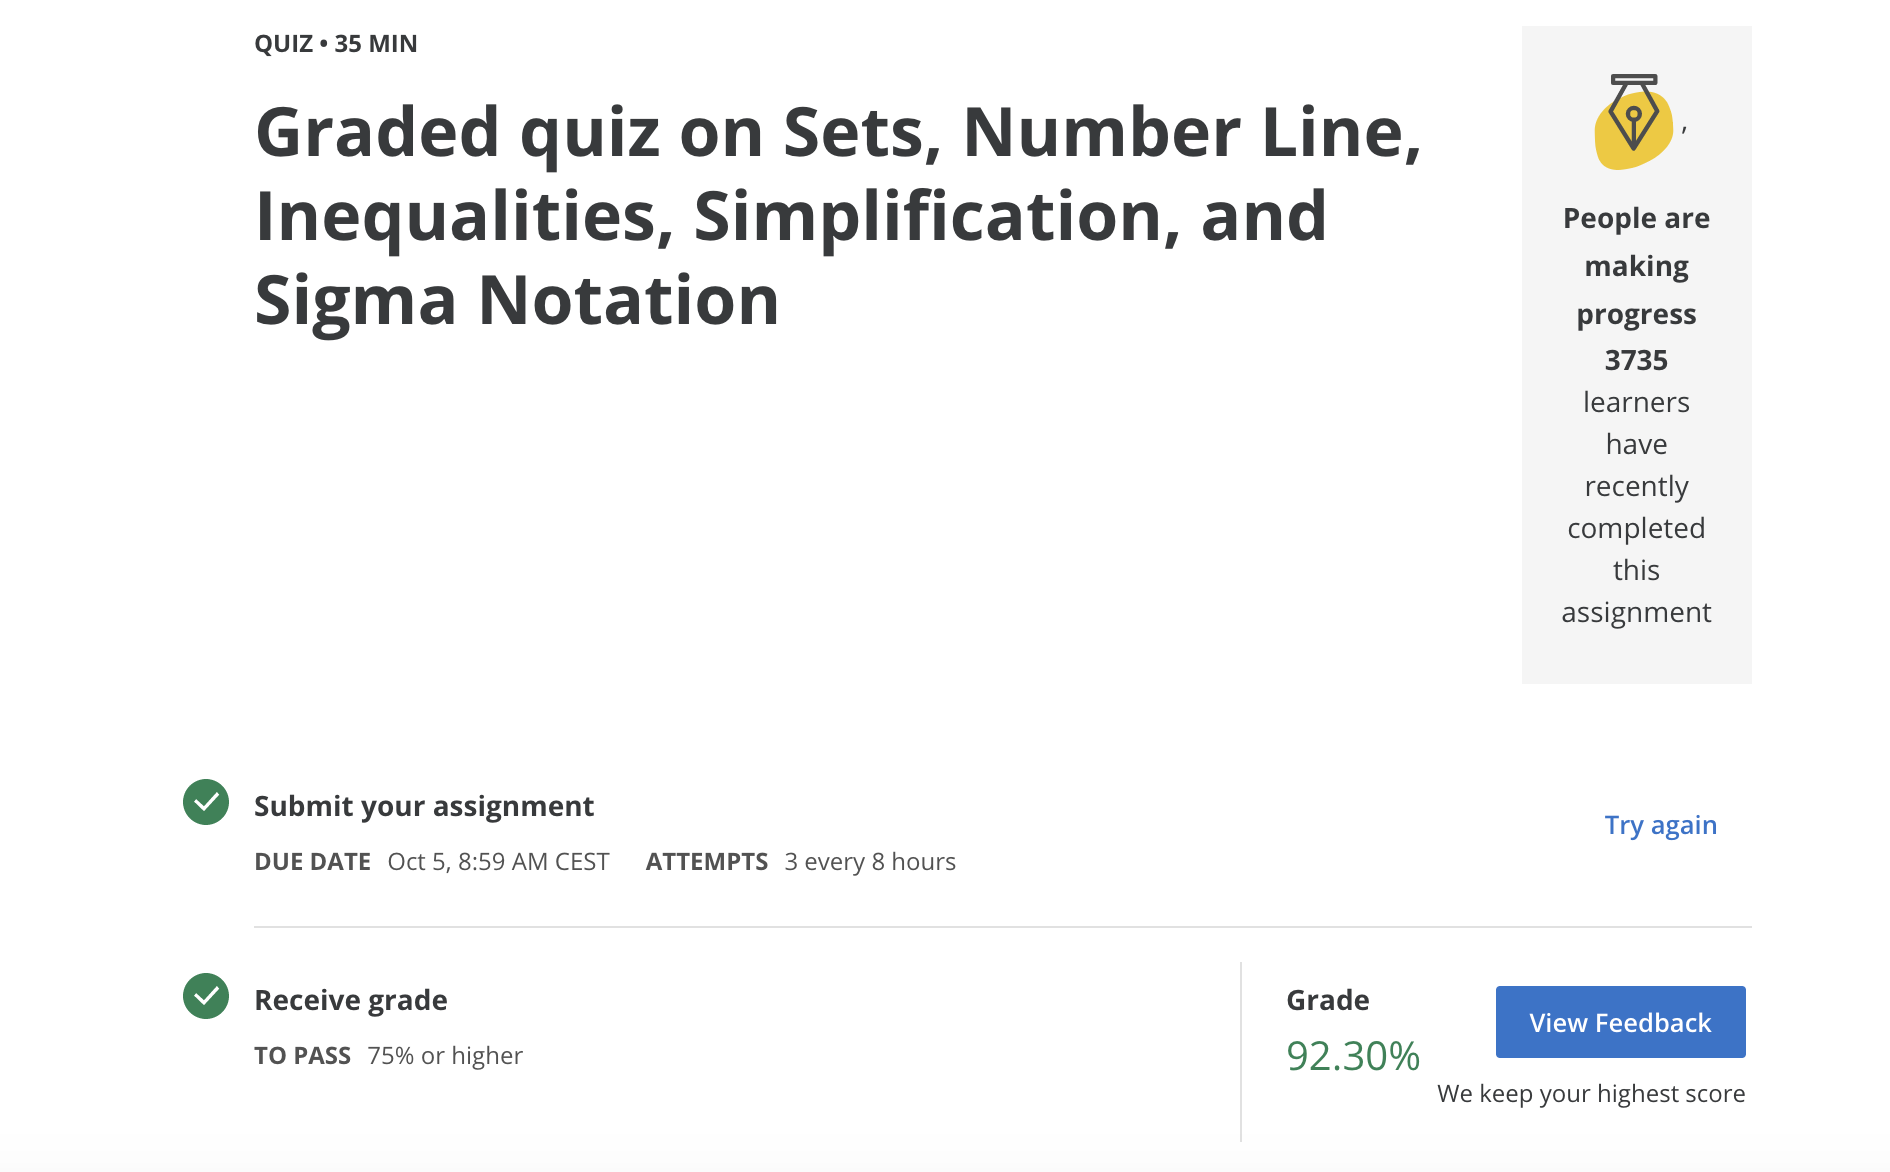 QUIZ • 35 MIN
Graded quiz on Sets, Number Line,
Inequalities, Simplification, and
Sigma Notation
,
People are
making
progress
3735
learners
have
recently
completed
this
assignment
Submit your assignment
Try again
DUE DATE Oct 5, 8:59 AM CEST ATTEMPTS 3 every 8 hours
Receive grade
TO PASS 75% or higher
Grade
92.30%
View Feedback
We keep your highest score